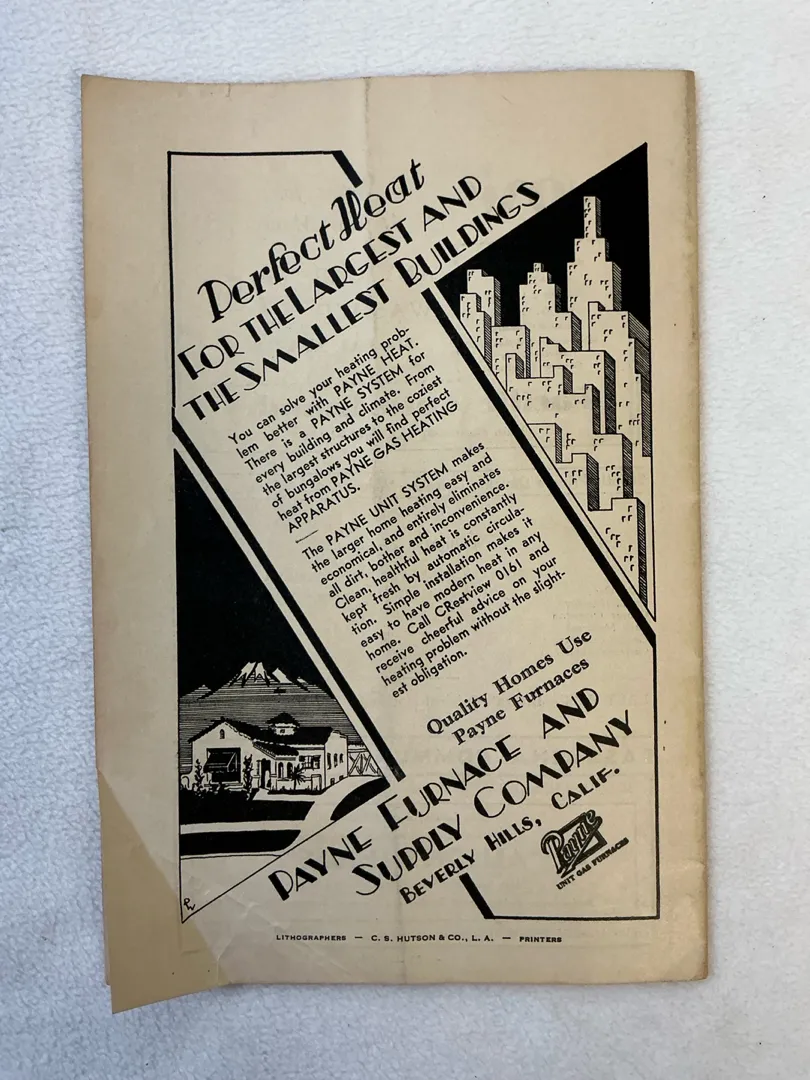 Perfect Heat
FOR THE LARGEST AND
THE SMALLEST BUILDINGS
You can solve your heating prob-
lem better with PAYNE HEAT.
There is a PAYNE SYSTEM for
every building and climate. From
the largest structures to the coziest
of bungalows you will find perfect
heat from PAYNE GAS HEATING
APPARATUS.
The PAYNE UNIT SYSTEM makes
the larger home heating easy and
economical, and entirely eliminates
all dirt, bother and inconvenience.
Clean, healthful heat is constantly
kept fresh by automatic circula-
tion. Simple installation makes it
easy to have modern heat in any
home. Call CRestview 0161 and
receive cheerful advice on your
heating problem without the slight-
est obligation.
Quality Homes Use
Payne Furnaces
PAYNE FURNACE AND
SUPPLY COMPANY
BEVERLY HILLS, CALIF.
Payne
UNIT GAS FURNACES
LITHOGRAPHERS — C. S. HUTSON & CO., L. A. — PRINTERS